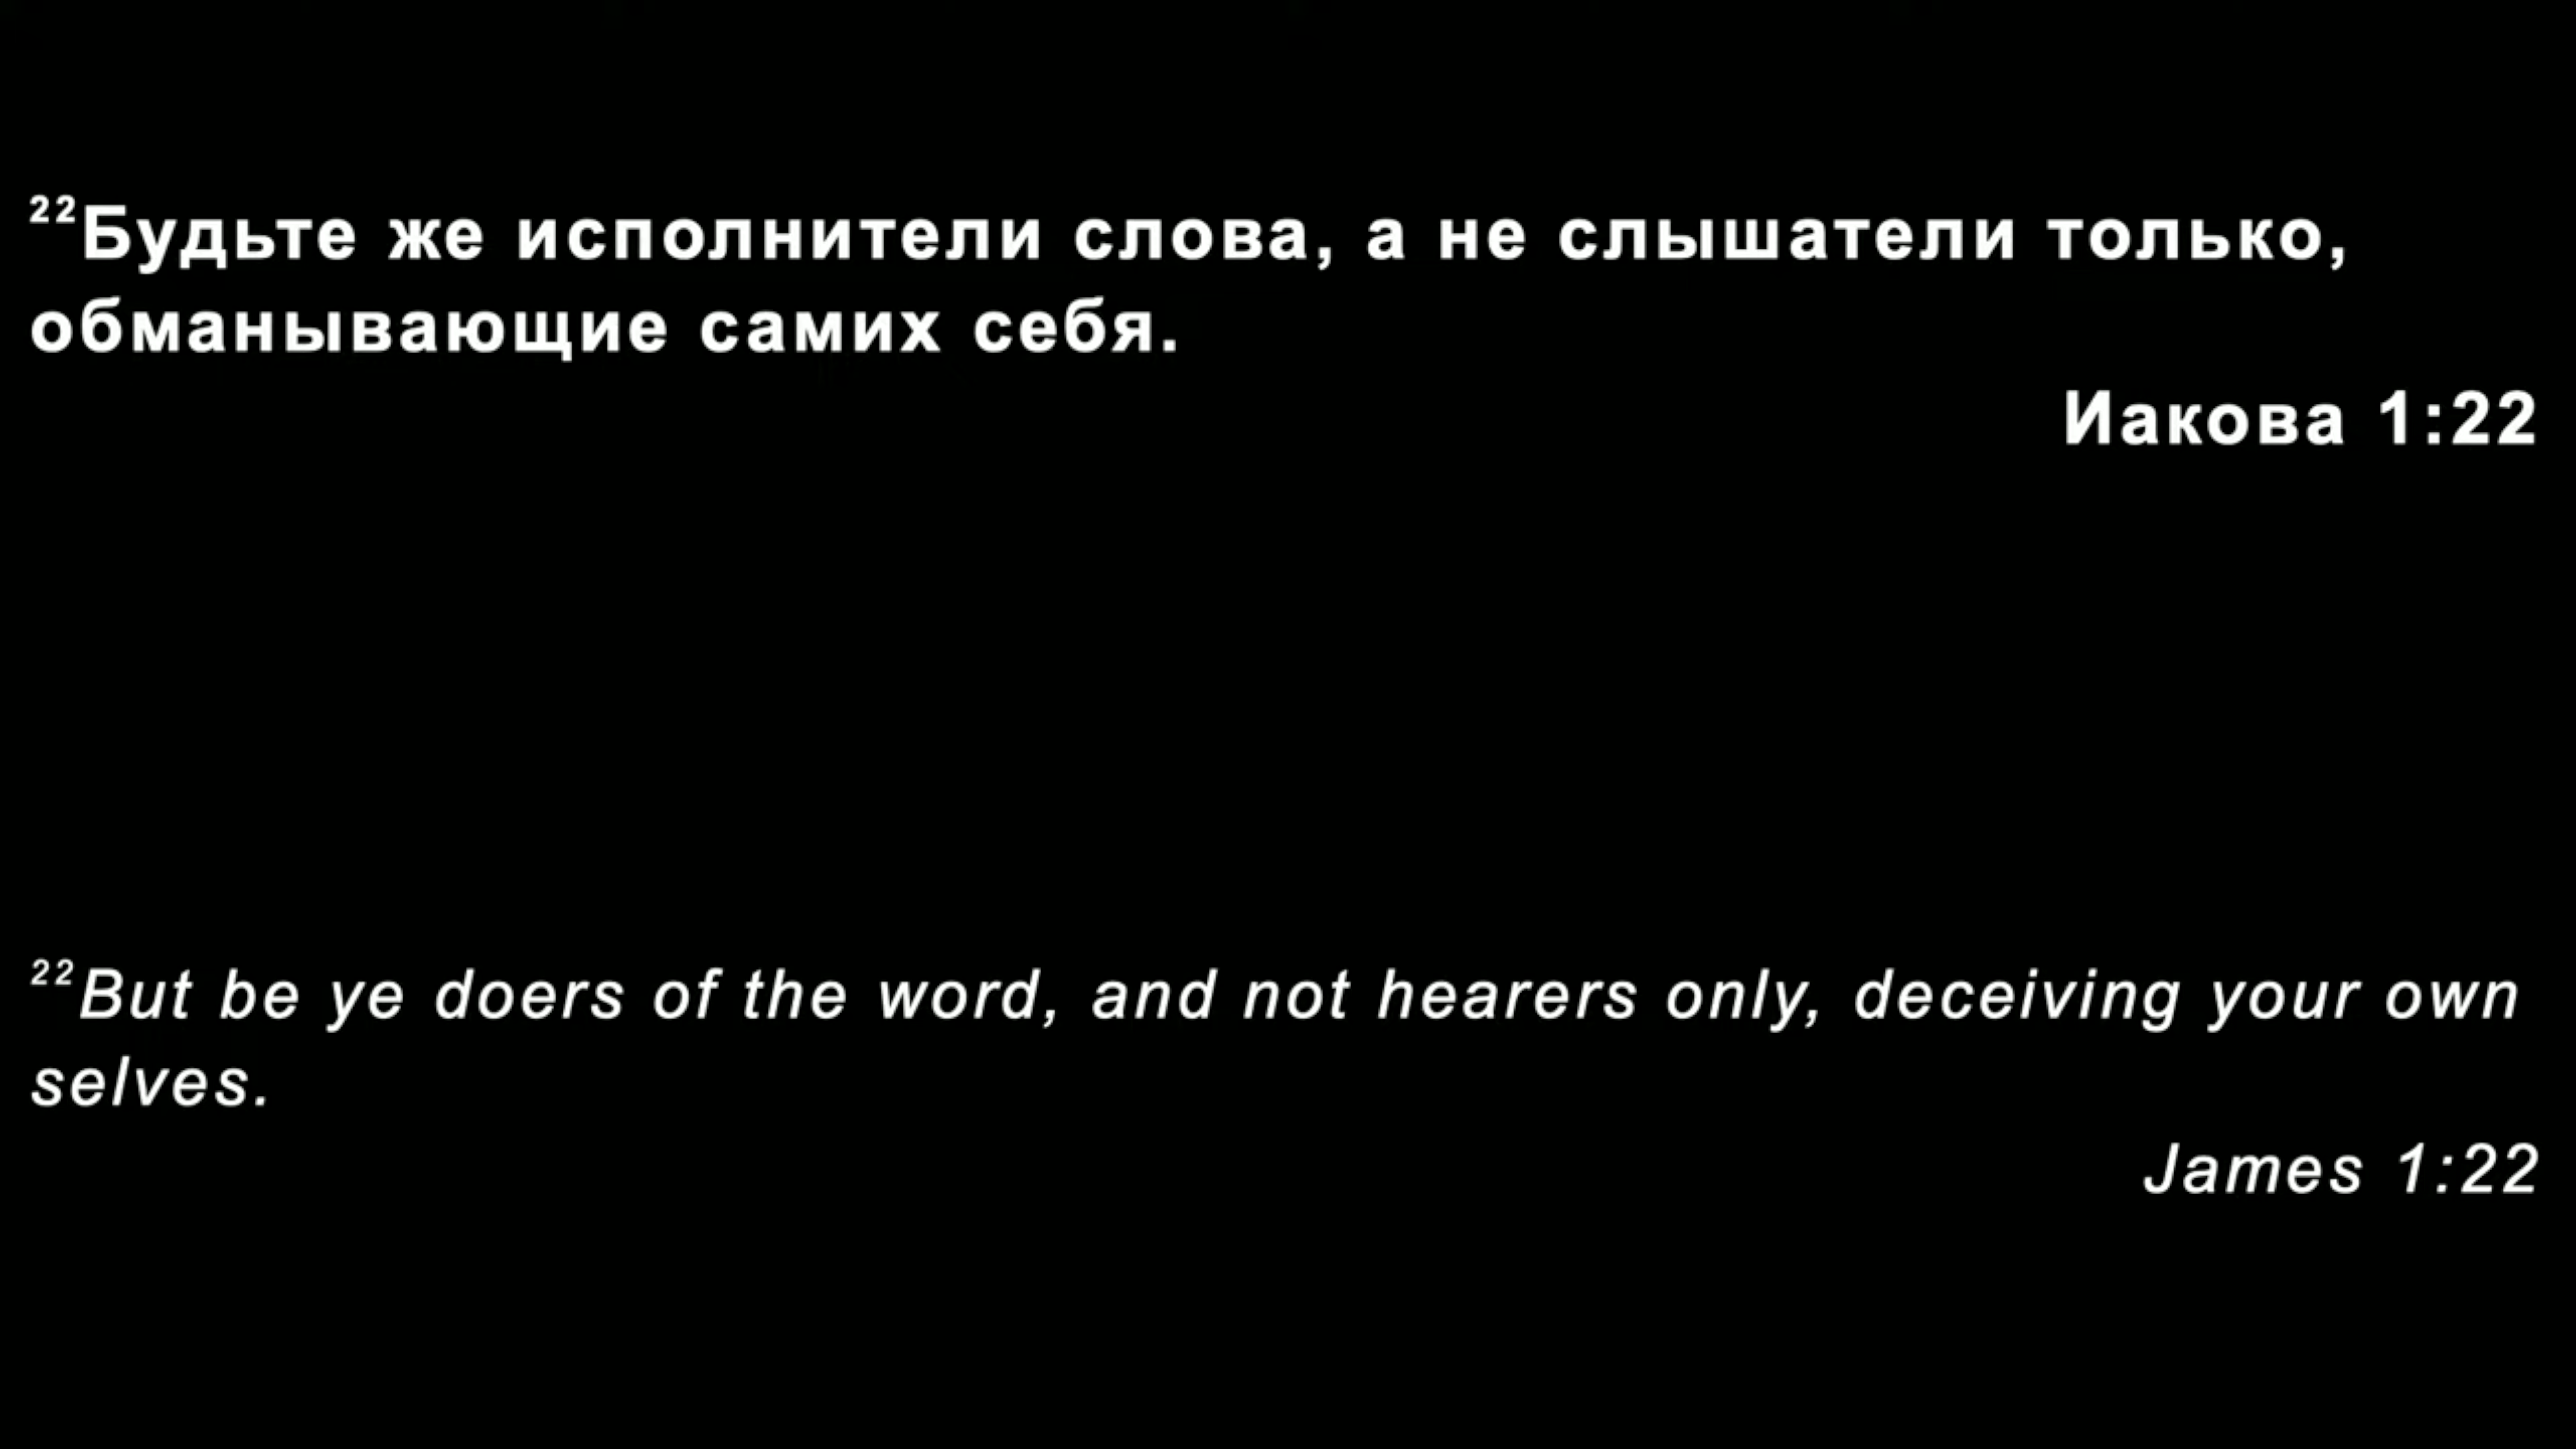 ²²Будьте же исполнители слова, а не слышатели только,
обманывающие самих себя.
Иакова 1:22
²²But be ye doers of the word, and not hearers only, deceiving your own
selves.
James 1:22